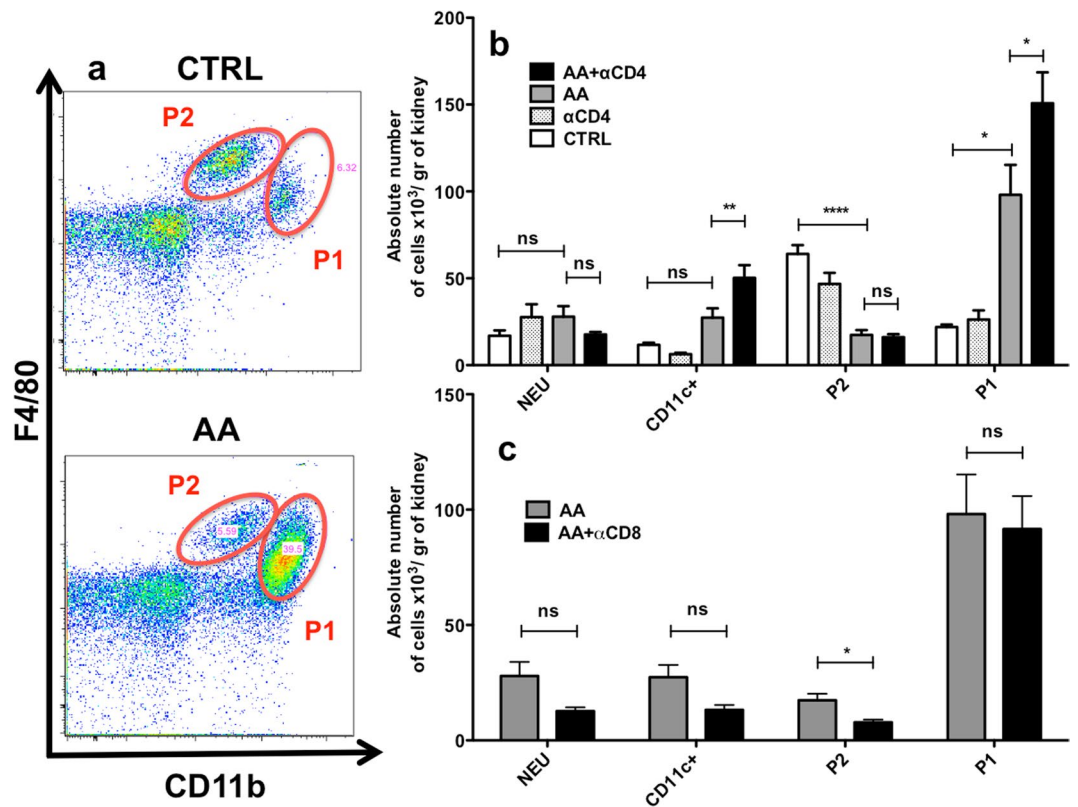 a
CTRL
P2
6.32
P1
AA
P2
5.59
39.5
P1
F4/80
CD11b
b
Absolute number
of cells x10³/ gr of kidney
200
150
100
50
0
AA+αCD4
AA
αCD4
CTRL
ns
ns
ns
**
****
ns
*
*
NEU
CD11c+
P2
P1
c
Absolute number
of cells x10³/ gr of kidney
150
100
50
0
AA
AA+αCD8
ns
ns
*
ns
NEU
CD11c+
P2
P1